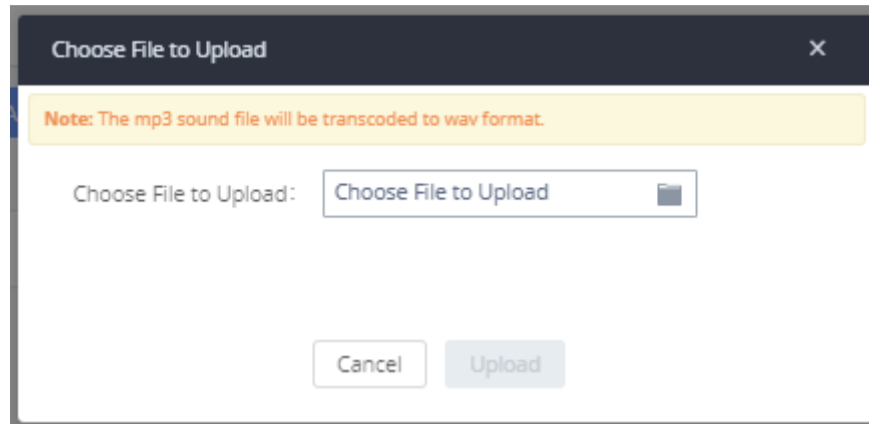 Choose File to Upload
Note: The mp3 sound file will be transcoded to wav format.
Choose File to Upload: Choose File to Upload
Cancel Upload